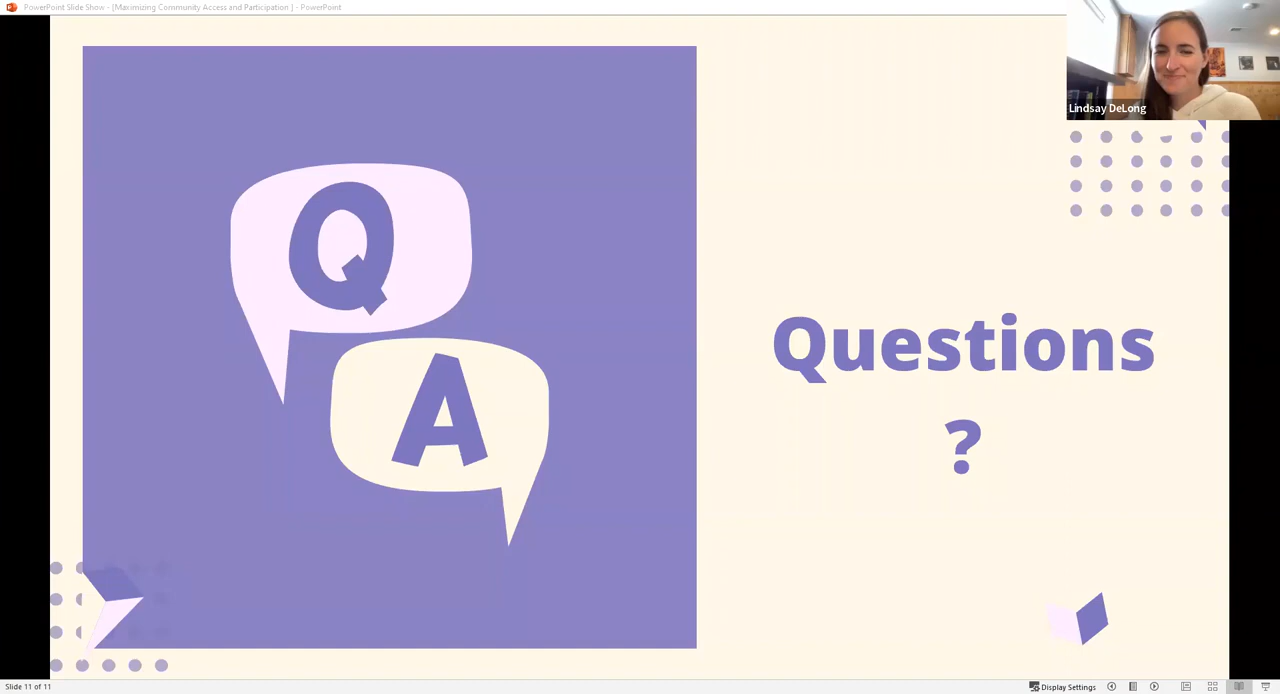 PowerPoint Slide Show - [Maximizing Community Access and Participation ] - PowerPoint
Lindsay DeLong
Q
A
Questions
?
Slide 11 of 11
Display Settings